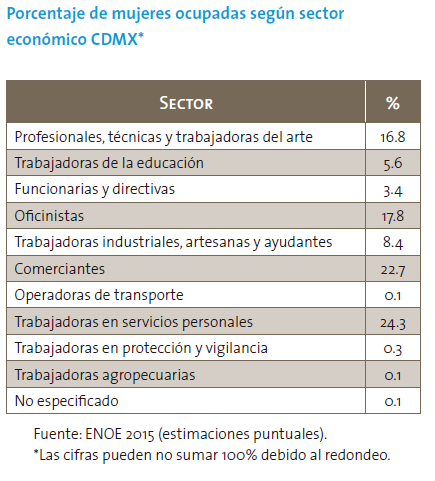 Porcentaje de mujeres ocupadas según sector
económico CDMX*
Sector %
Profesionales, técnicas y trabajadoras del arte 16.8
Trabajadoras de la educación 5.6
Funcionarias y directivas 3.4
Oficinistas 17.8
Trabajadoras industriales, artesanas y ayudantes 8.4
Comerciantes 22.7
Operadoras de transporte 0.1
Trabajadoras en servicios personales 24.3
Trabajadoras en protección y vigilancia 0.3
Trabajadoras agropecuarias 0.1
No especificado 0.1
Fuente: ENOE 2015 (estimaciones puntuales).
*Las cifras pueden no sumar 100% debido al redondeo.